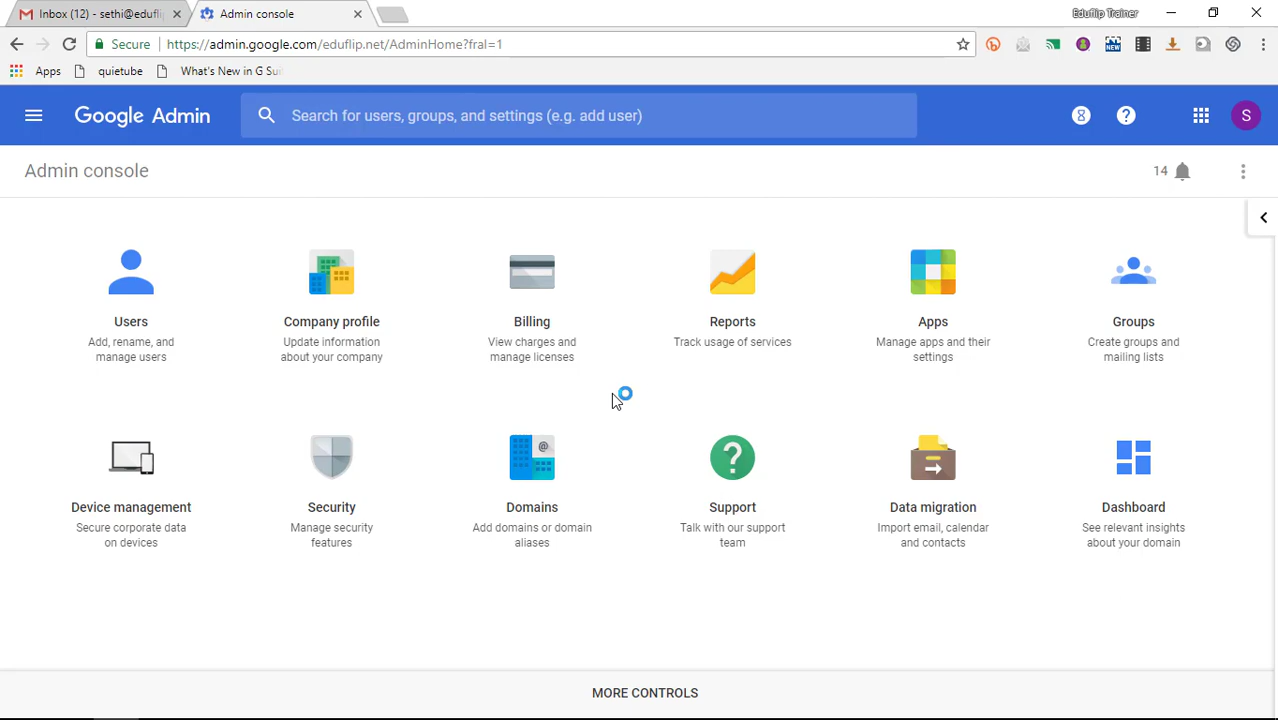 Inbox (12) - sethi@eduflip
Admin console
Eduflip Trainer
Secure
https://admin.google.com/eduflip.net/AdminHome?fral=1
NEW
Apps
quietube
What's New in G Sui
Google Admin
Search for users, groups, and settings (e.g. add user)
S
Admin console
14
Users
Add, rename, and
manage users
Company profile
Update information
about your company
Billing
View charges and
manage licenses
Reports
Track usage of services
Apps
Manage apps and their
settings
Groups
Create groups and
mailing lists
Device management
Secure corporate data
on devices
Security
Manage security
features
Domains
Add domains or domain
aliases
Support
Talk with our support
team
Data migration
Import email, calendar
and contacts
Dashboard
See relevant insights
about your domain
MORE CONTROLS